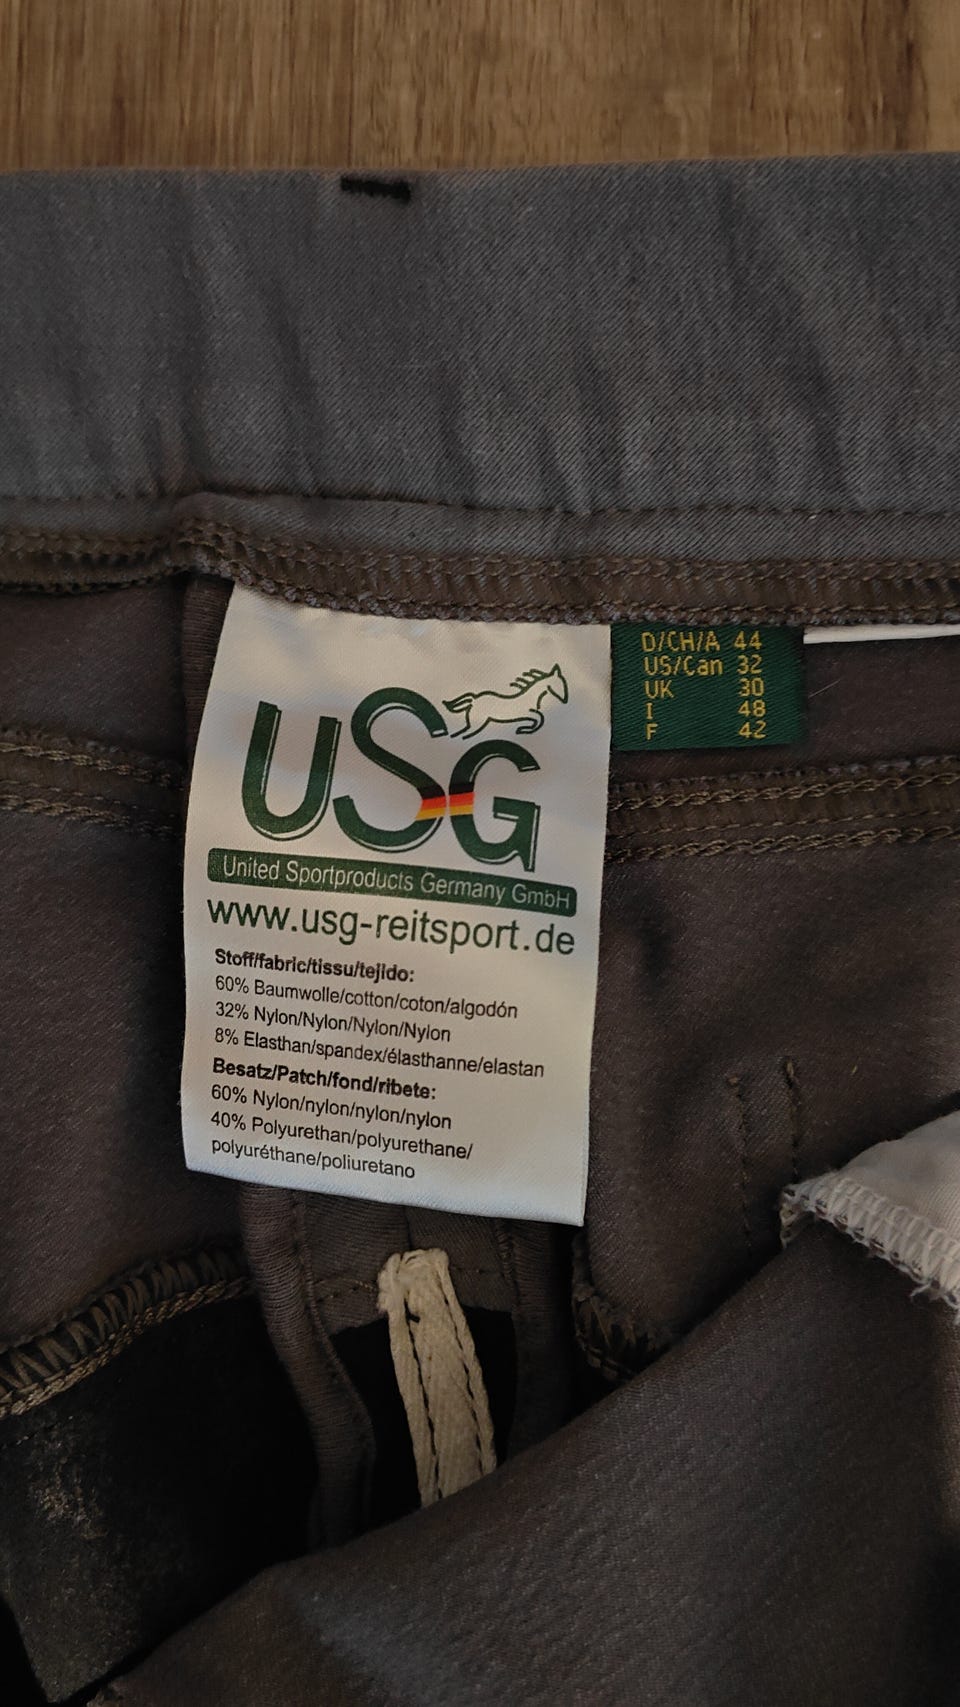 USG
United Sportproducts Germany GmbH
www.usg-reitsport.de
Stoff/fabric/tissu/tejido:
60% Baumwolle/cotton/coton/algodón
32% Nylon/Nylon/Nylon/Nylon
8% Elasthan/spandex/élasthanne/elastan
Besatz/Patch/fond/ribete:
60% Nylon/nylon/nylon/nylon
40% Polyurethan/polyurethane/
polyuréthane/poliuretano
D/CH/A 44
US/Can 32
UK 30
I 48
F 42